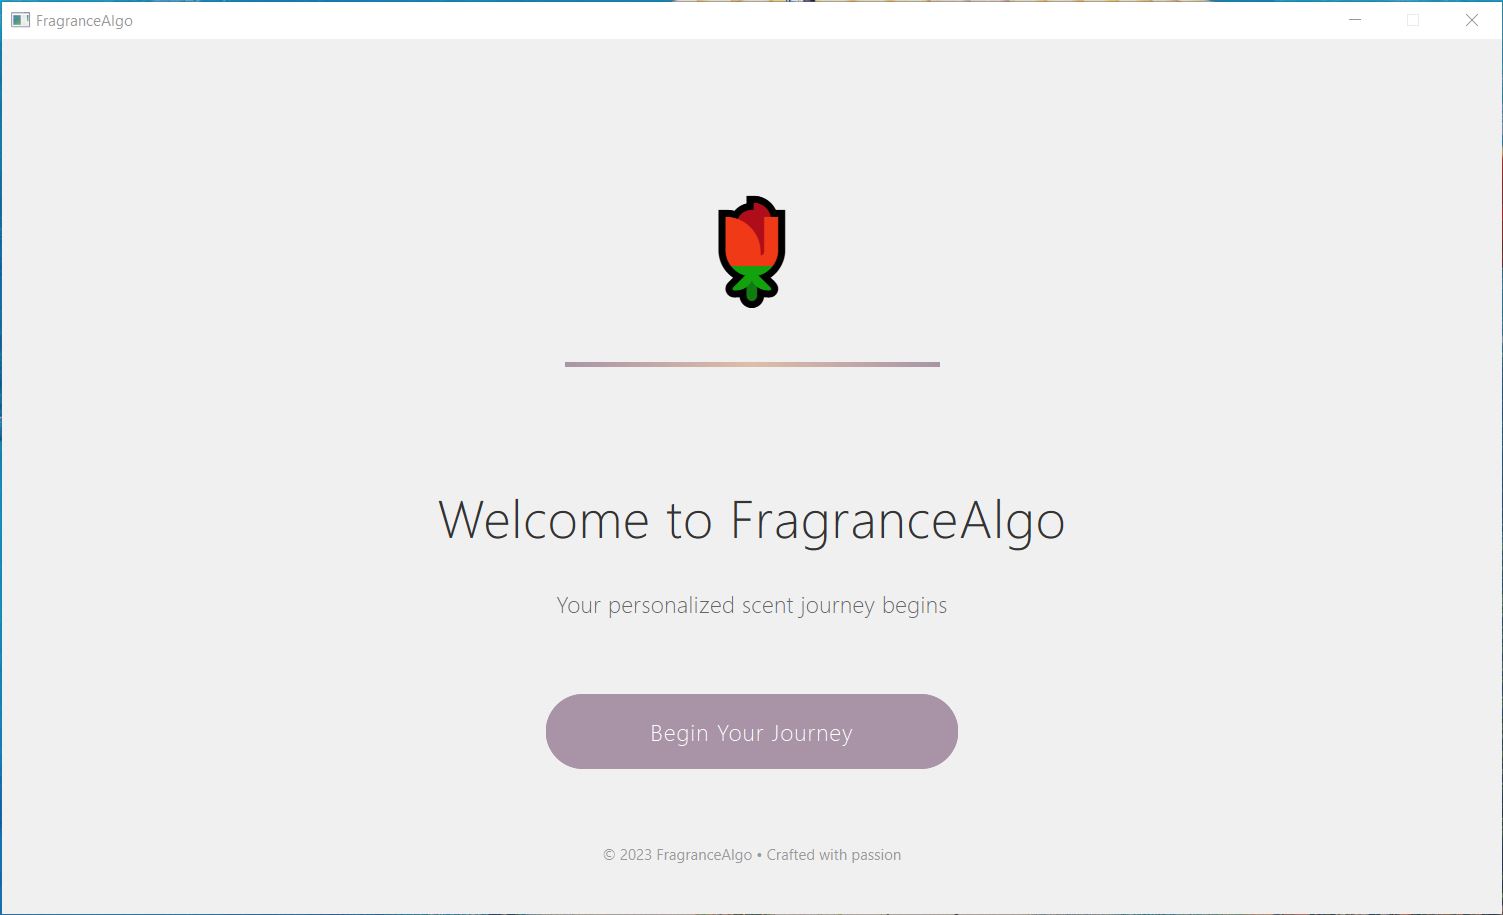 FragranceAlgo
Welcome to FragranceAlgo
Your personalized scent journey begins
Begin Your Journey
© 2023 FragranceAlgo • Crafted with passion